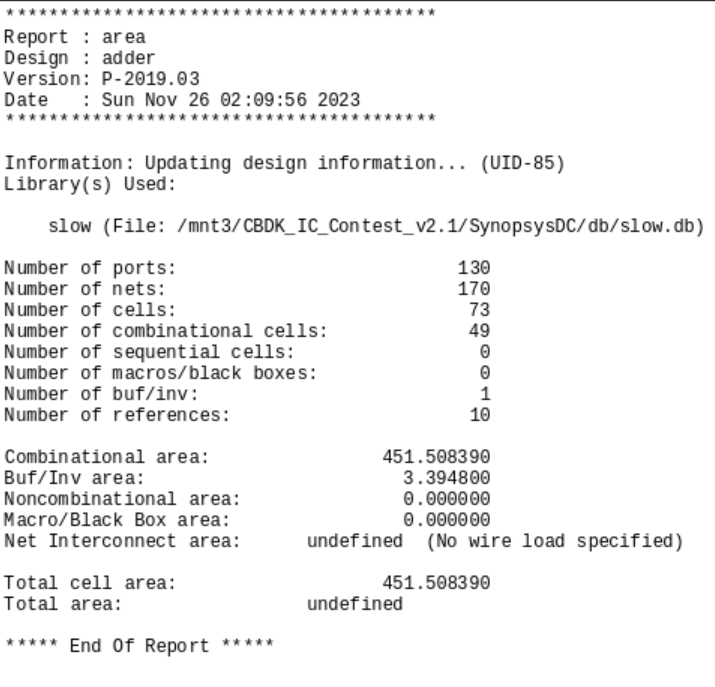 ****************************************
Report : area
Design : adder
Version: P-2019.03
Date   : Sun Nov 26 02:09:56 2023
****************************************

Information: Updating design information... (UID-85)
Library(s) Used:

    slow (File: /mnt3/CBDK_IC_Contest_v2.1/SynopsysDC/db/slow.db)

Number of ports:                          130
Number of nets:                           170
Number of cells:                           73
Number of combinational cells:             49
Number of sequential cells:                 0
Number of macros/black boxes:               0
Number of buf/inv:                          1
Number of references:                      10

Combinational area:                451.508390
Buf/Inv area:                        3.394800
Noncombinational area:               0.000000
Macro/Black Box area:                0.000000
Net Interconnect area:      undefined  (No wire load specified)

Total cell area:                   451.508390
Total area:                 undefined

***** End Of Report *****